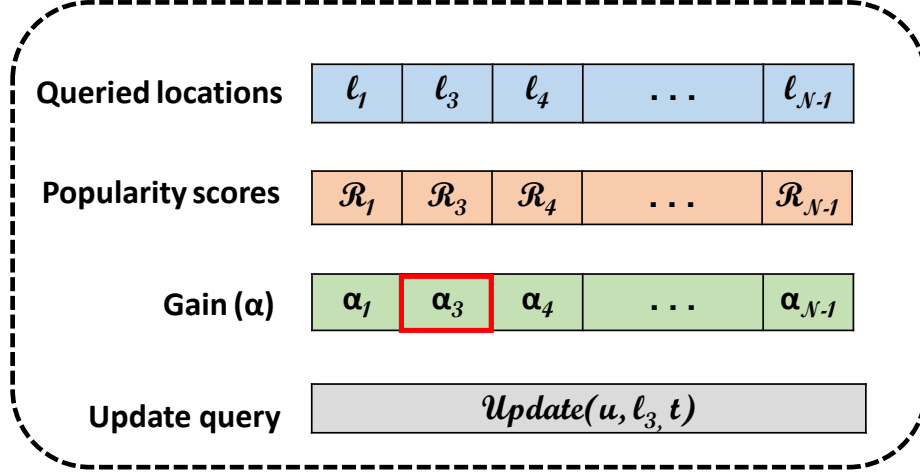 Queried locations ℓ1 ℓ3 ℓ4 ... ℓN-1
Popularity scores ℛ1 ℛ3 ℛ4 ... ℛN-1
Gain (α) α1 α3 α4 ... αN-1
Update query Update(u, ℓ3, t)